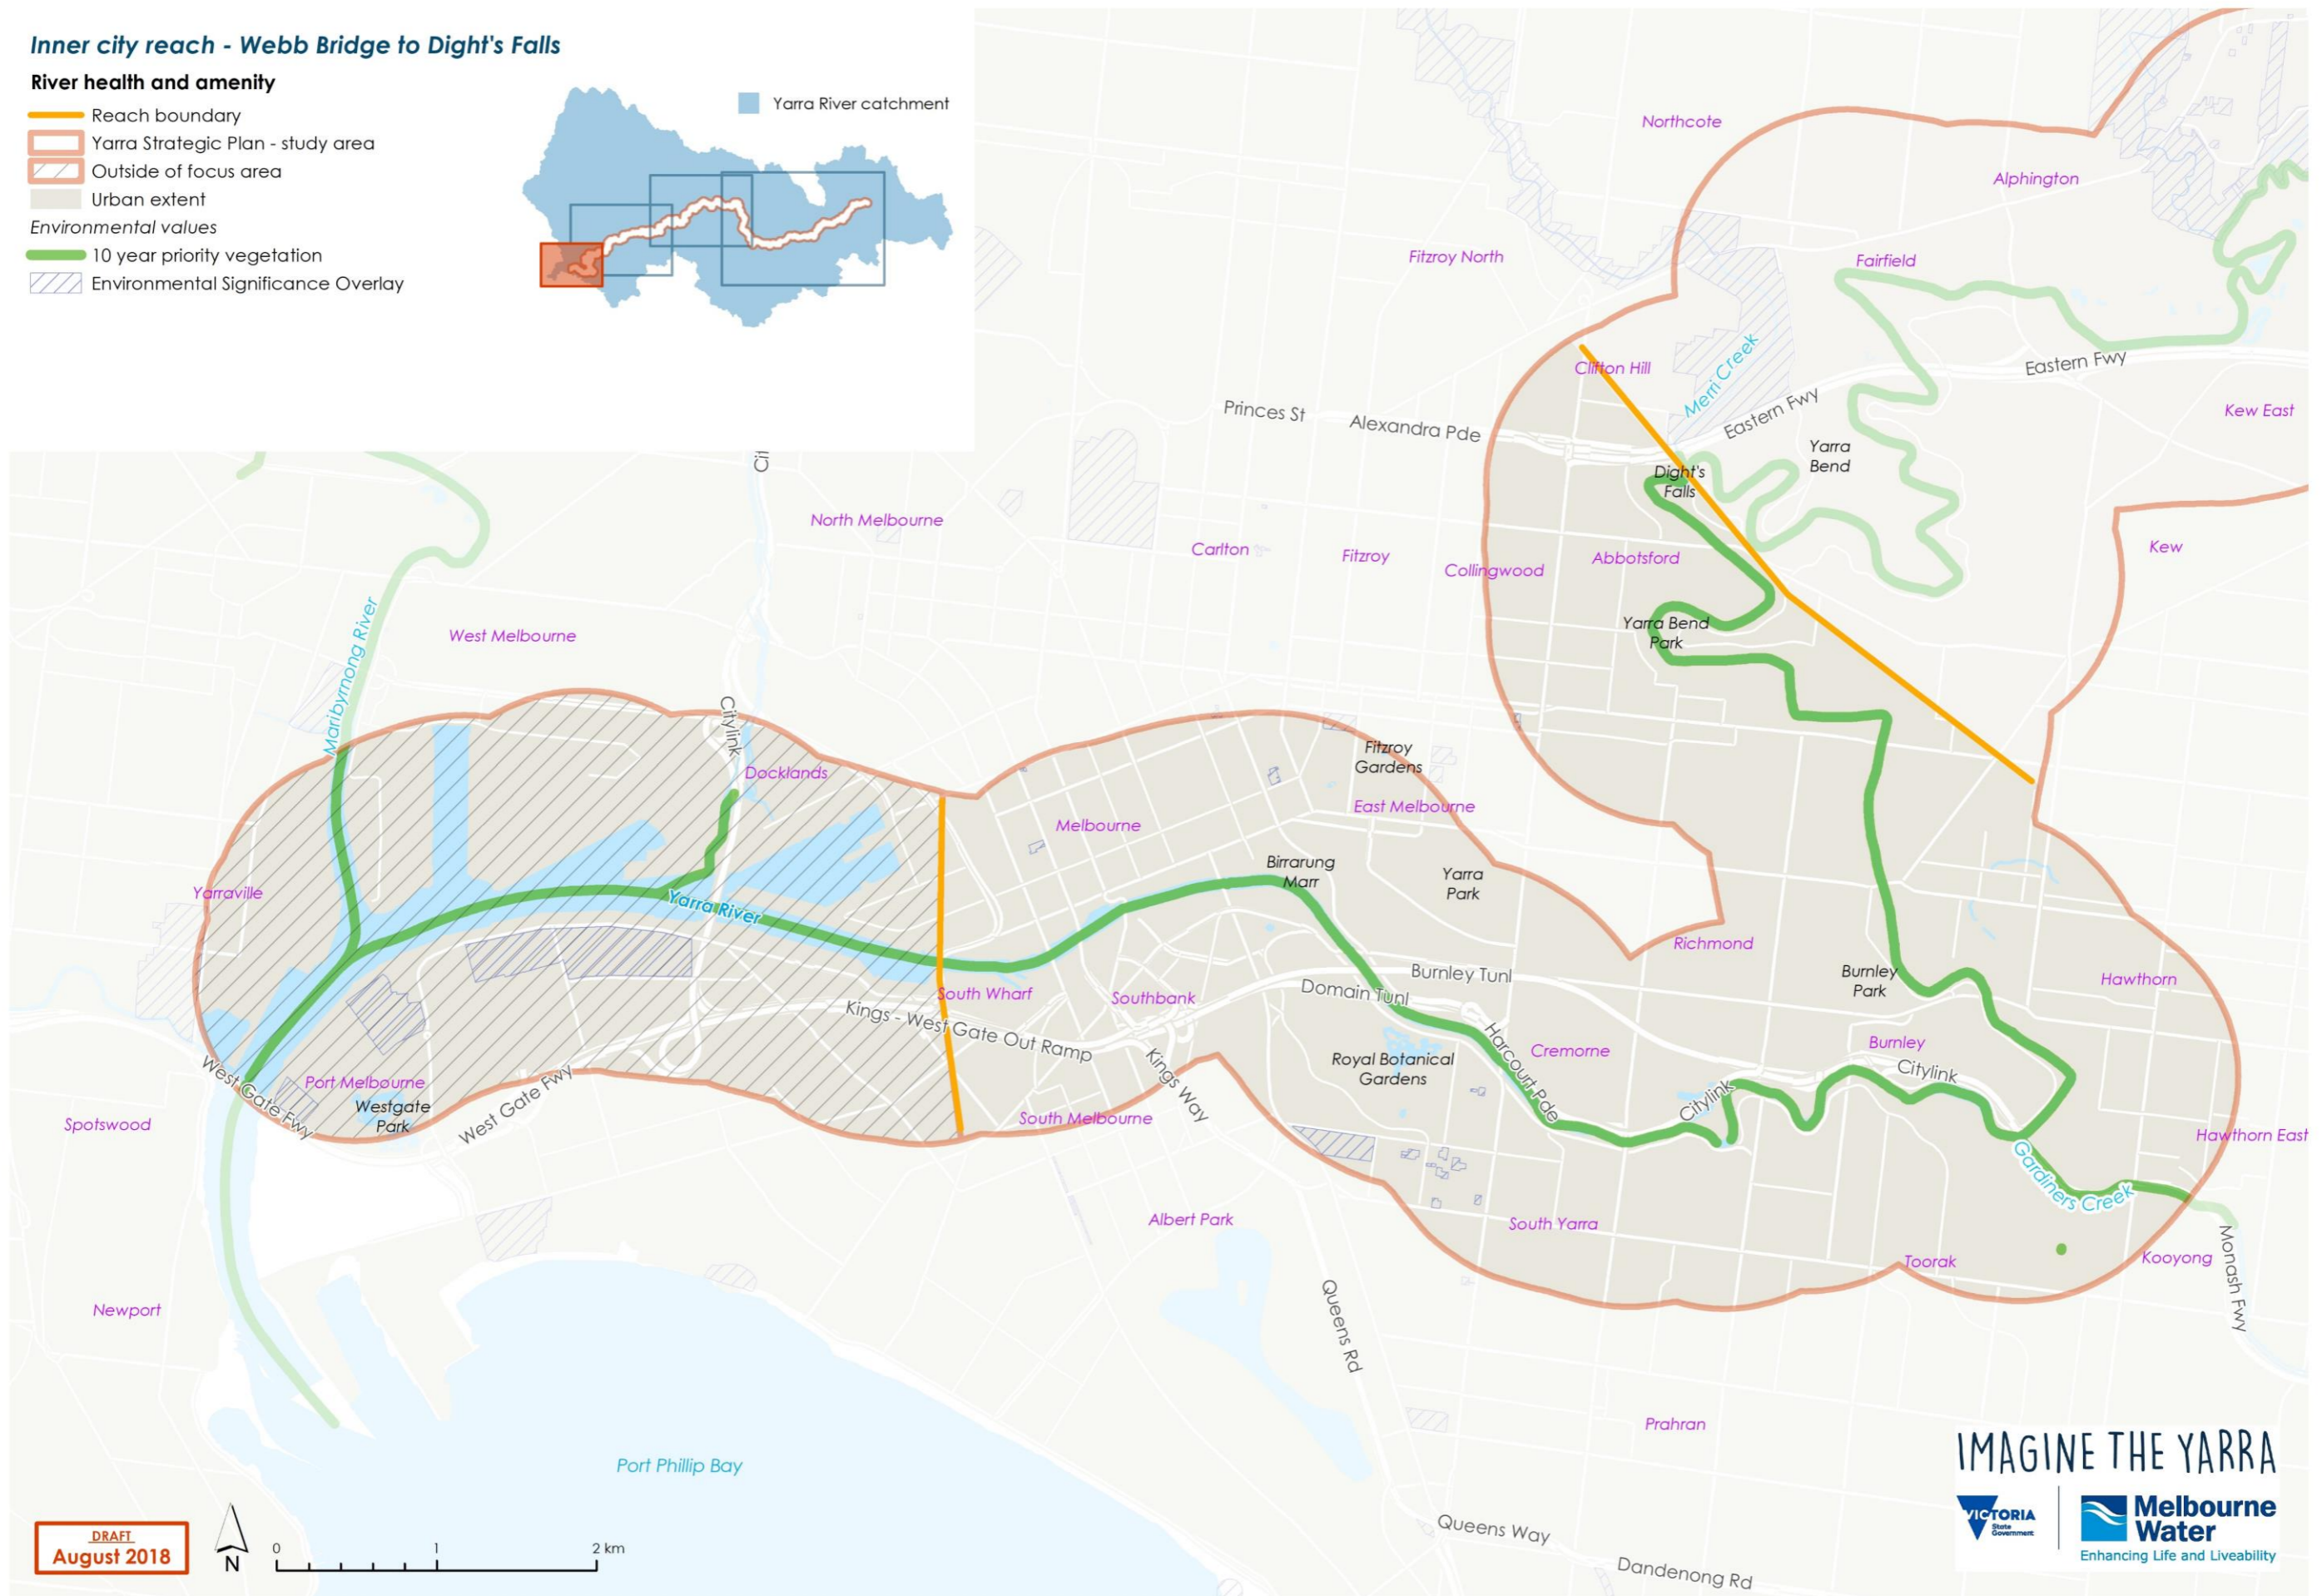 Inner city reach - Webb Bridge to Dight's Falls
River health and amenity
Reach boundary
Yarra Strategic Plan - study area
Outside of focus area
Urban extent
Environmental values
10 year priority vegetation
Environmental Significance Overlay
Yarra River catchment
Northcote
Alphington
Fitzroy North
Fairfield
Clifton Hill
Merri Creek
Eastern Fwy
Eastern Fwy
Kew East
Princes St
Alexandra Pde
Yarra
Bend
Dight's
Falls
Cit
North Melbourne
Carlton
Fitzroy
Collingwood
Abbotsford
Kew
Maribyrnong River
West Melbourne
Yarra Bend
Park
Citylink
Docklands
Fitzroy
Gardens
East Melbourne
Melbourne
Birrarung
Marr
Yarra
Park
Yarraville
Yarra River
Richmond
Burnley
Park
Hawthorn
South Wharf
Southbank
Burnley Tunl
Domain Tunl
Kings - West Gate Out Ramp
Kings Way
Royal Botanical
Gardens
Harcourt Pde
Cremorne
Burnley
Citylink
Citylink
West Gate Fwy
Port Melbourne
Westgate
Park
West Gate Fwy
South Melbourne
Spotswood
Hawthorn East
Gardiners Creek
Albert Park
South Yarra
Toorak
Kooyong
Monash Fwy
Newport
Queens Rd
Prahran
Port Phillip Bay
Queens Way
Dandenong Rd
DRAFT
August 2018
N
0 1 2 km
IMAGINE THE YARRA
VICTORIA
State
Government
Melbourne
Water
Enhancing Life and Liveability